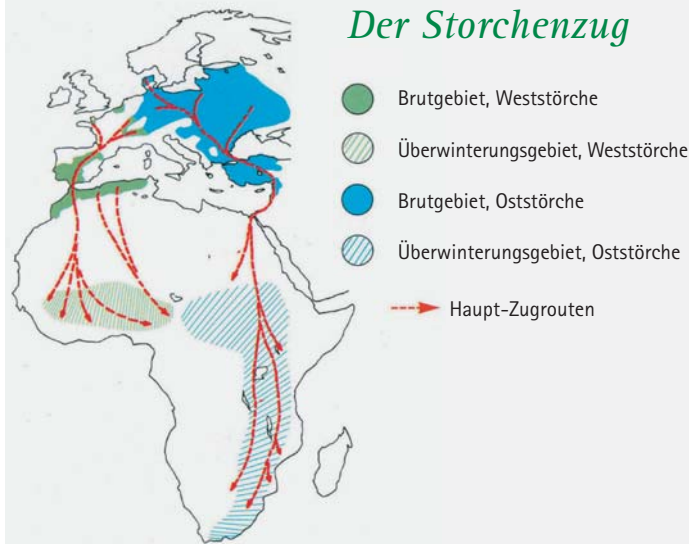 Der Storchenzug
Brutgebiet, Weststörche
Überwinterungsgebiet, Weststörche
Brutgebiet, Oststörche
Überwinterungsgebiet, Oststörche
Haupt-Zugrouten